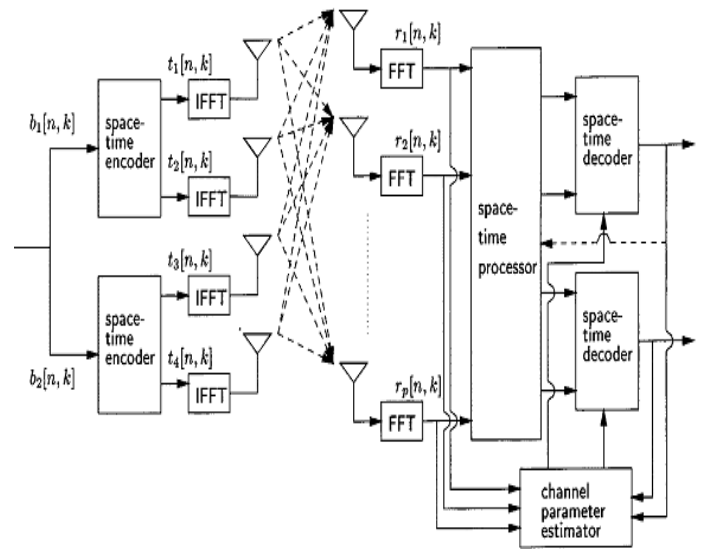 b₁[n, k]
space-
time
encoder
t₁[n, k]
IFFT
t₂[n, k]
IFFT
b₂[n, k]
space-
time
encoder
t₃[n, k]
IFFT
t₄[n, k]
IFFT
r₁[n, k]
FFT
r₂[n, k]
FFT
rₚ[n, k]
FFT
space-
time
processor
space-
time
decoder
space-
time
decoder
channel
parameter
estimator